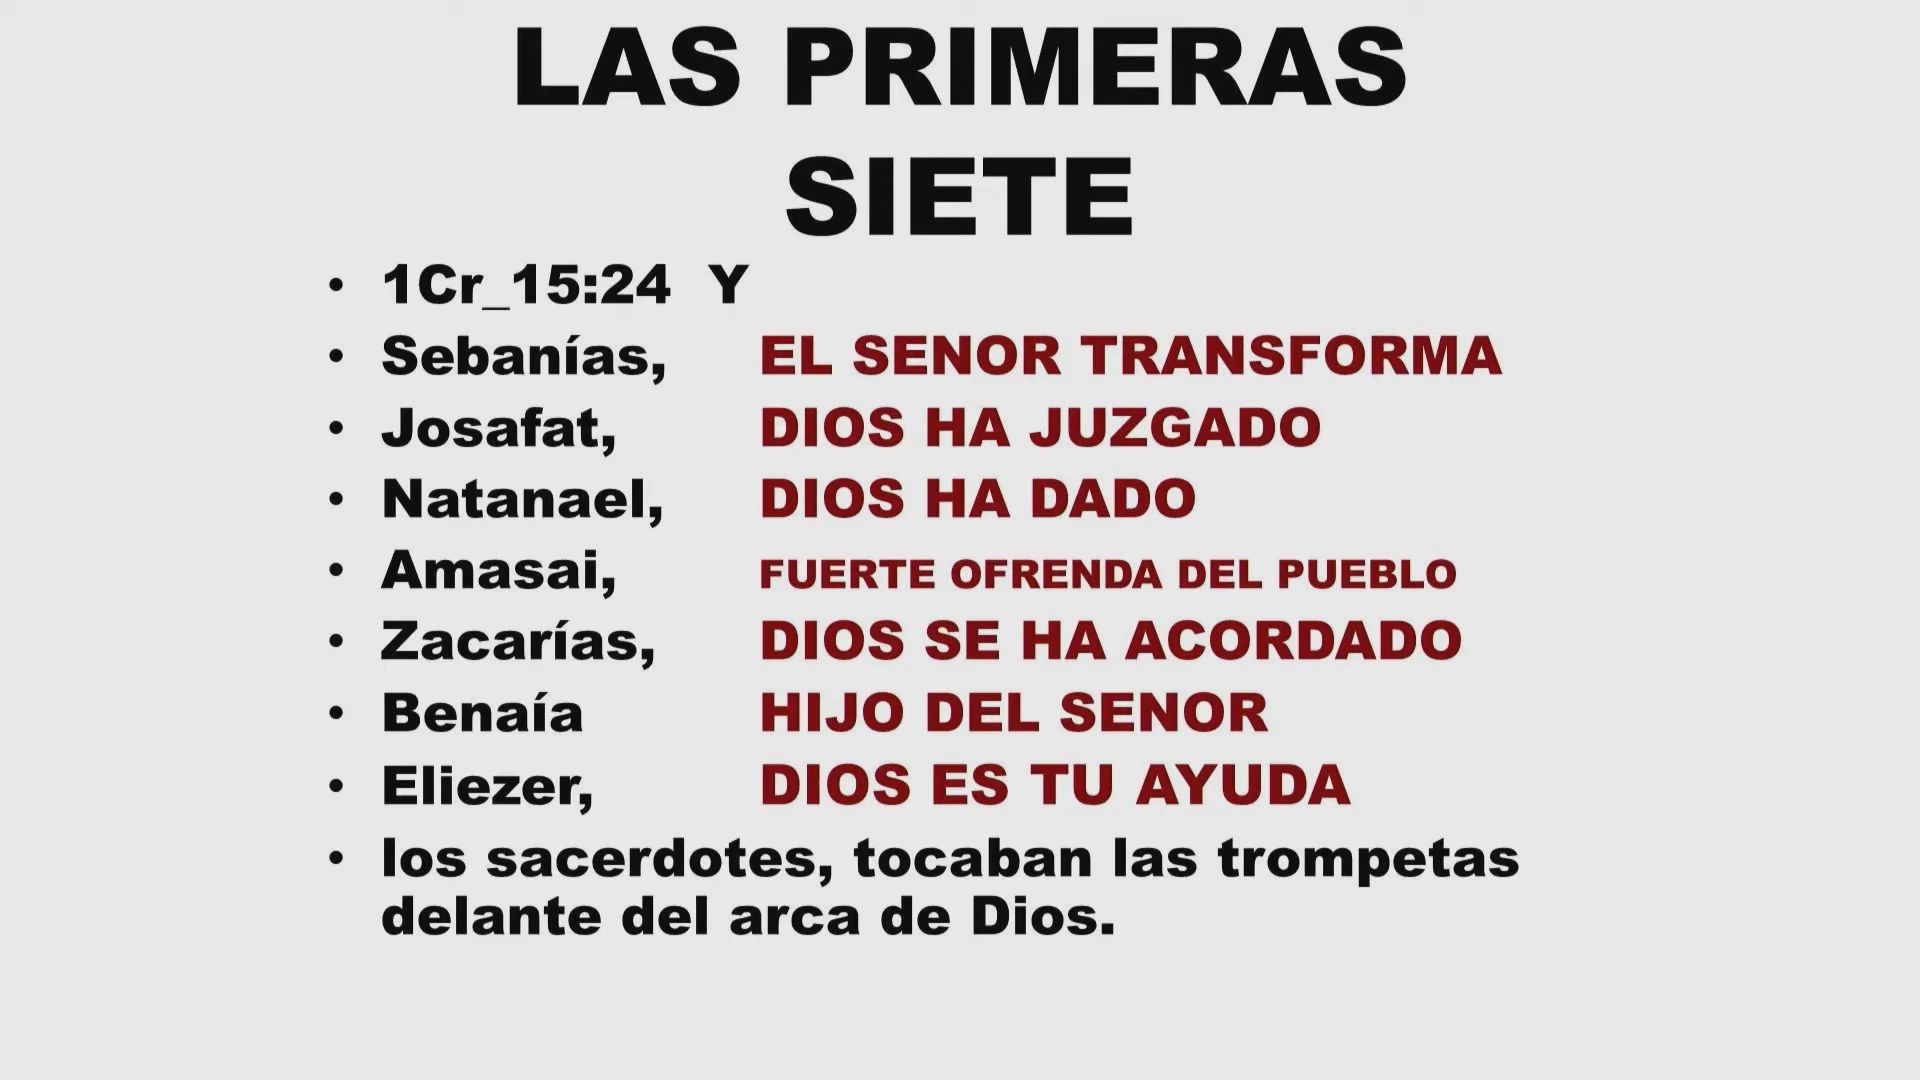 LAS PRIMERAS
SIETE
• 1Cr_15:24 Y
• Sebanías, EL SENOR TRANSFORMA
• Josafat, DIOS HA JUZGADO
• Natanael, DIOS HA DADO
• Amasai, FUERTE OFRENDA DEL PUEBLO
• Zacarías, DIOS SE HA ACORDADO
• Benaía HIJO DEL SENOR
• Eliezer, DIOS ES TU AYUDA
• los sacerdotes, tocaban las trompetas
delante del arca de Dios.